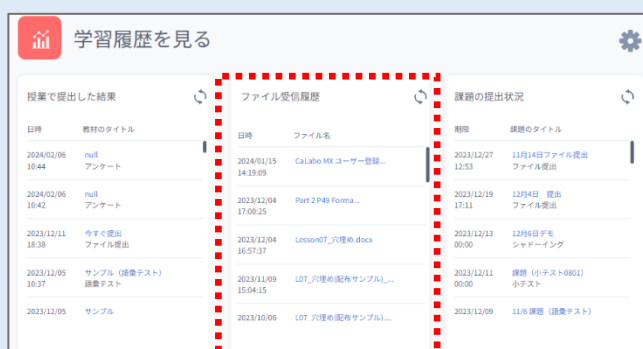 学習履歴を見る
授業で提出した結果
日時 教材のタイトル
2024/02/06 null
10:44 アンケート
2024/02/06 null
10:42 アンケート
2023/12/11 今すぐ提出
18:38 ファイル提出
2023/12/05 サンプル（語彙テスト）
10:37 語彙テスト
2023/12/05 サンプル
ファイル受信履歴
日時 ファイル名
2024/01/15 CaLabo MX ユーザー登録...
14:19:09
2023/12/04 Part 2 P49 Forma...
17:00:25
2023/12/04 Lesson07_穴埋め.docx
16:57:37
2023/11/09 L07_穴埋め(配布サンプル)_...
15:04:15
2023/10/06 L07_穴埋め(配布サンプル)....
課題の提出状況
期限 課題のタイトル
2023/12/27 11月14日ファイル提出
12:53 ファイル提出
2023/12/19 12月4日 提出
17:11 ファイル提出
2023/12/13 12月6日デモ
00:00 シャドーイング
2023/12/11 課題（小テスト0801）
00:00 小テスト
2023/12/09 11/6 課題（語彙テスト）